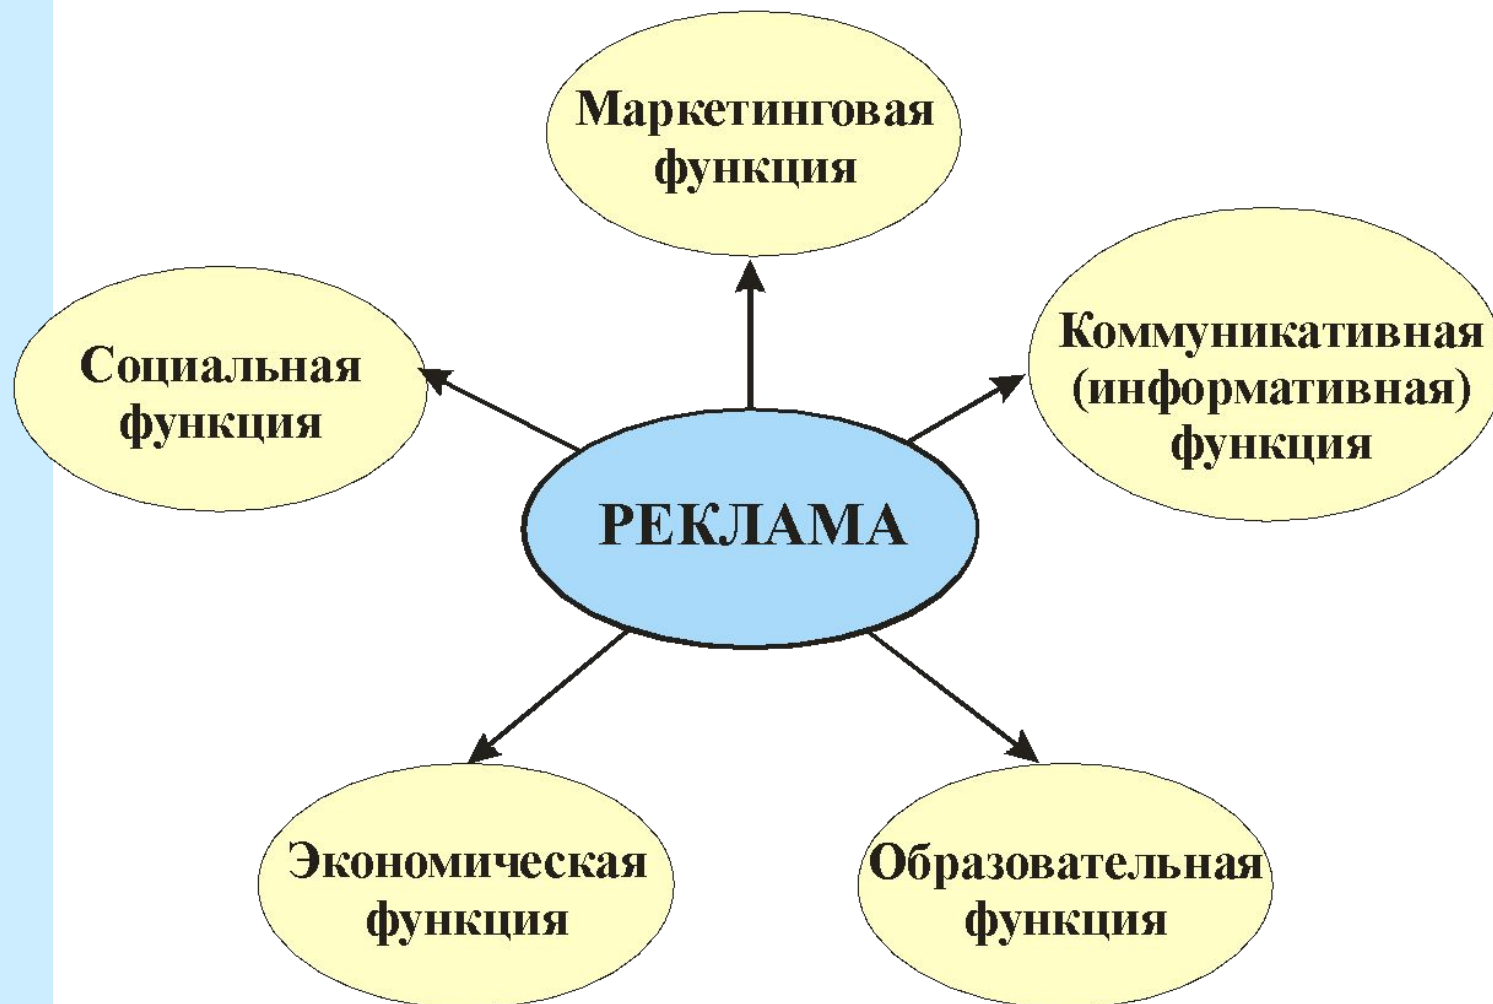 Маркетинговая
функция
Социальная
функция
Коммуникативная
(информативная)
функция
РЕКЛАМА
Экономическая
функция
Образовательная
функция